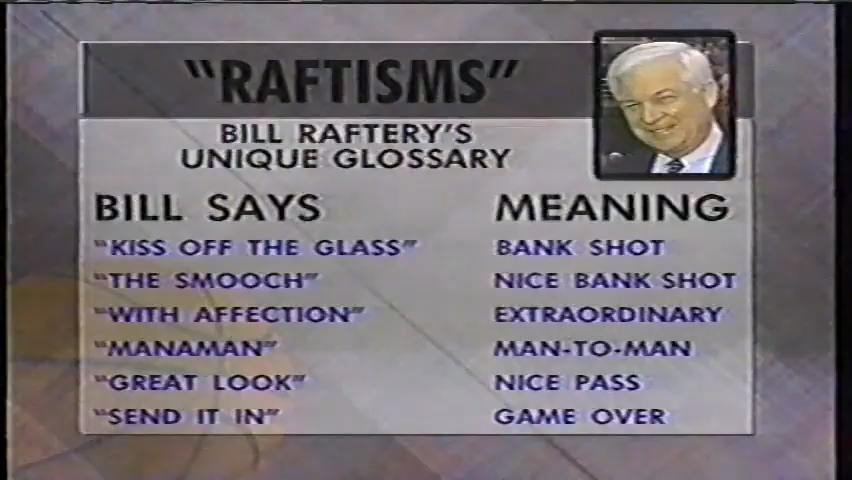 "RAFTISMS"
BILL RAFTERY'S
UNIQUE GLOSSARY
BILL SAYS MEANING
"KISS OFF THE GLASS" BANK SHOT
"THE SMOOCH" NICE BANK SHOT
"WITH AFFECTION" EXTRAORDINARY
"MANAMAN" MAN-TO-MAN
"GREAT LOOK" NICE PASS
"SEND IT IN" GAME OVER